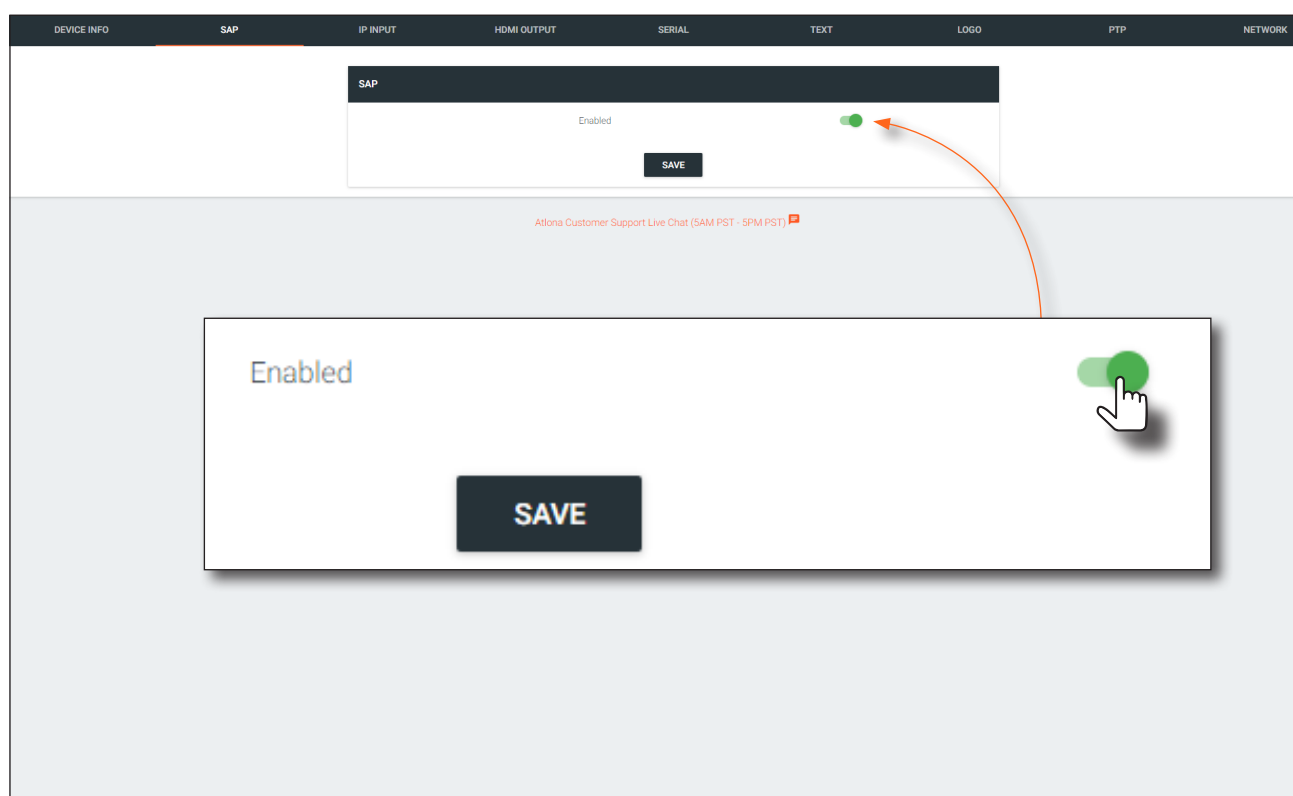 DEVICE INFO SAP IP INPUT HDMI OUTPUT SERIAL TEXT LOGO PTP NETWORK
SAP
Enabled
SAVE
Atlona Customer Support Live Chat (5AM PST - 5PM PST)
Enabled
SAVE